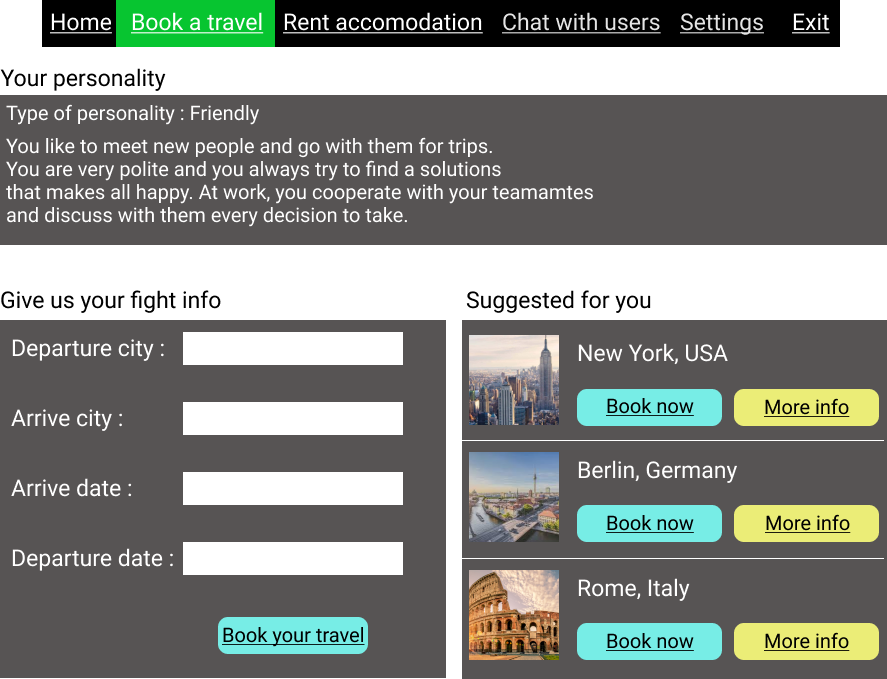 Home Book a travel Rent accomodation Chat with users Settings Exit
Your personality
Type of personality : Friendly
You like to meet new people and go with them for trips.
You are very polite and you always try to find a solutions
that makes all happy. At work, you cooperate with your teamamtes
and discuss with them every decision to take.
Give us your fight info
Departure city :
Arrive city :
Arrive date :
Departure date :
Book your travel
Suggested for you
New York, USA
Book now More info
Berlin, Germany
Book now More info
Rome, Italy
Book now More info